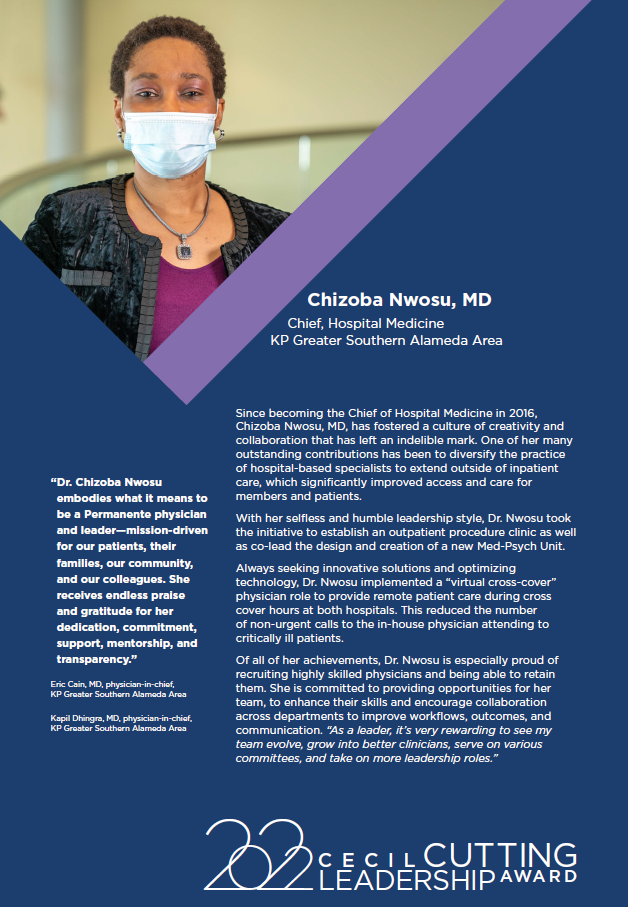 Chizoba Nwosu, MD
Chief, Hospital Medicine
KP Greater Southern Alameda Area
Since becoming the Chief of Hospital Medicine in 2016,
Chizoba Nwosu, MD, has fostered a culture of creativity and
collaboration that has left an indelible mark. One of her many
outstanding contributions has been to diversify the practice
of hospital-based specialists to extend outside of inpatient
care, which significantly improved access and care for
members and patients.
With her selfless and humble leadership style, Dr. Nwosu took
the initiative to establish an outpatient procedure clinic as well
as co-lead the design and creation of a new Med-Psych Unit.
Always seeking innovative solutions and optimizing
technology, Dr. Nwosu implemented a “virtual cross-cover”
physician role to provide remote patient care during cross
cover hours at both hospitals. This reduced the number
of non-urgent calls to the in-house physician attending to
critically ill patients.
Of all of her achievements, Dr. Nwosu is especially proud of
recruiting highly skilled physicians and being able to retain
them. She is committed to providing opportunities for her
team, to enhance their skills and encourage collaboration
across departments to improve workflows, outcomes, and
communication. “As a leader, it’s very rewarding to see my
team evolve, grow into better clinicians, serve on various
committees, and take on more leadership roles.”
“Dr. Chizoba Nwosu
embodies what it means to
be a Permanente physician
and leader—mission-driven
for our patients, their
families, our community,
and our colleagues. She
receives endless praise
and gratitude for her
dedication, commitment,
support, mentorship, and
transparency.”
Eric Cain, MD, physician-in-chief,
KP Greater Southern Alameda Area
Kapil Dhingra, MD, physician-in-chief,
KP Greater Southern Alameda Area
2022 CECIL CUTTING
LEADERSHIP AWARD